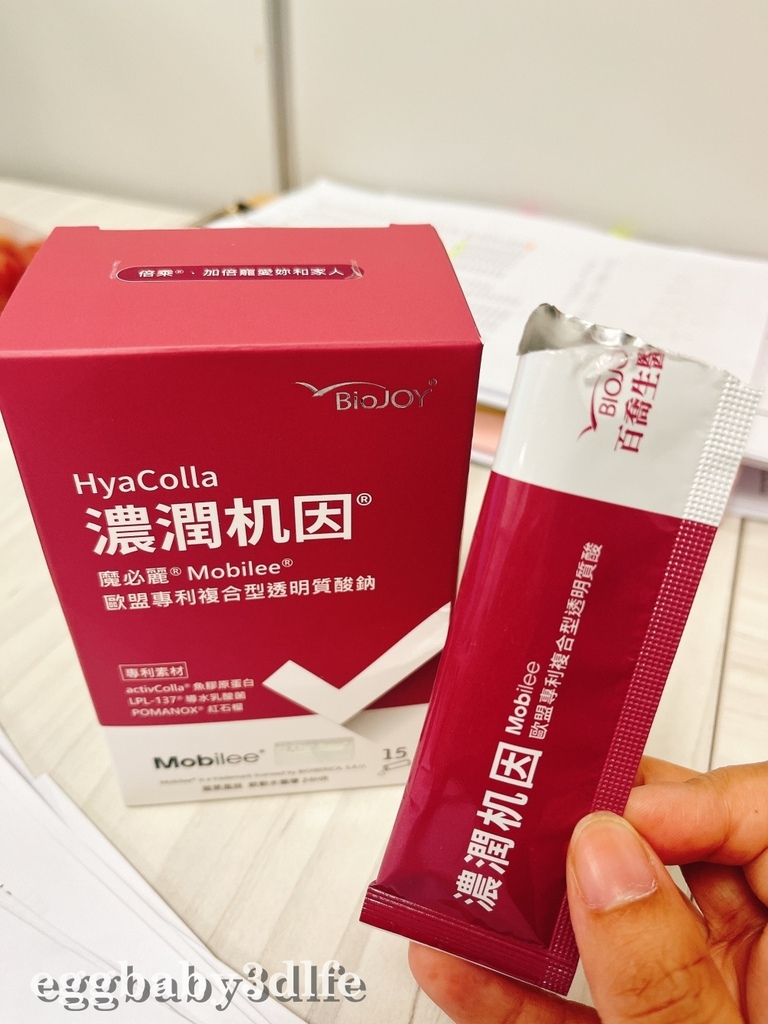 倍乘®、加倍寵愛妳和家人
BioJOY®
HyaColla
濃潤机因®
魔必麗® Mobilee®
歐盟專利複合型透明質酸鈉
專利素材
activColla® 魚膠原蛋白
LPL-137® 導水乳酸菌
POMANOX® 紅石榴
Mobilee®
15
BIOJO
百喬生醫
濃潤机因 Mobilee
歐盟專利複合型透明質酸
eggbaby3dlfe